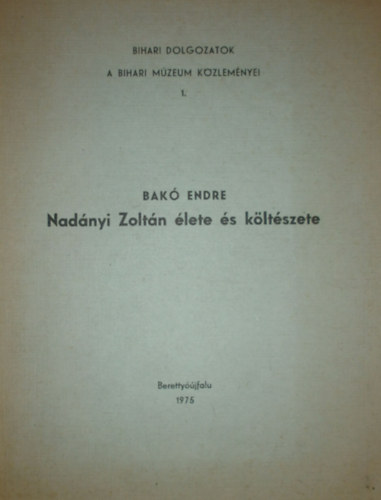 BIHARI DOLGOZATOK
A BIHARI MÚZEUM KÖZLEMÉNYEI
I.
BAKÓ ENDRE
Nadányi Zoltán élete és költészete
Berettyóújfalu
1975